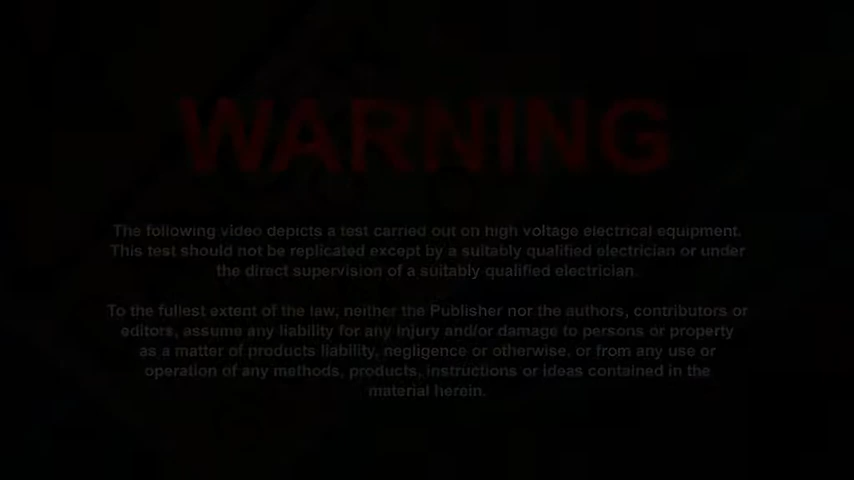 WARNING
The following video depicts a test carried out on high voltage electrical equipment.
This test should not be replicated except by a suitably qualified electrician or under
the direct supervision of a suitably qualified electrician.
To the fullest extent of the law, neither the Publisher nor the authors, contributors or
editors, assume any liability for any injury and/or damage to persons or property
as a matter of products liability, negligence or otherwise, or from any use or
operation of any methods, products, instructions or ideas contained in the
material herein.